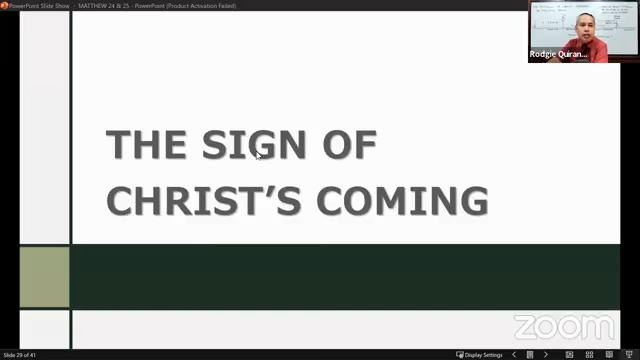 PowerPoint Slide Show - MATTHEW 24 & 25 - PowerPoint (Product Activation Failed)
Rodgie Quiran...
THE SIGN OF
CHRIST'S COMING
zoom
Slide 29 of 41
Display Settings